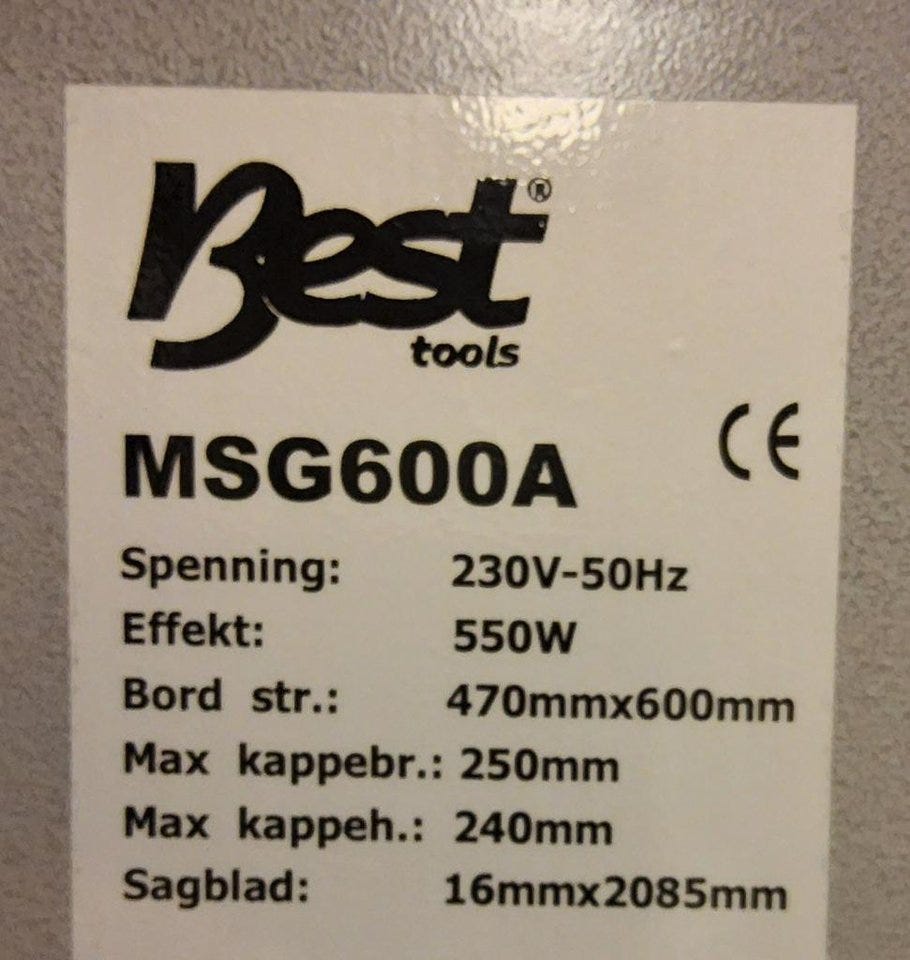 Best®
tools
MSG600A CE
Spenning: 230V-50Hz
Effekt: 550W
Bord str.: 470mmx600mm
Max kappebr.: 250mm
Max kappeh.: 240mm
Sagblad: 16mmx2085mm